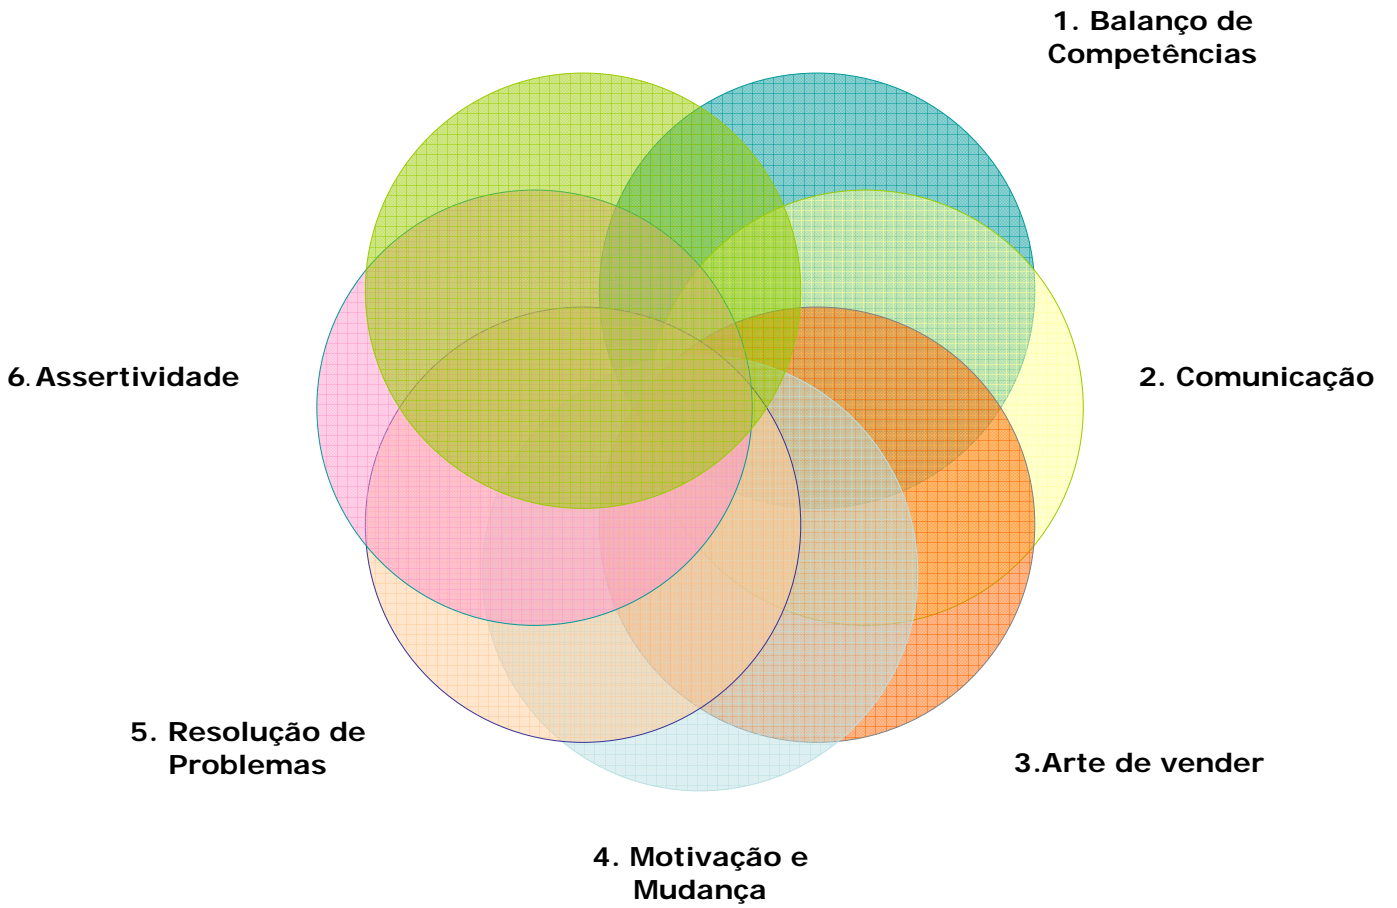 1. Balanço de
Competências
2. Comunicação
3.Arte de vender
4. Motivação e
Mudança
5. Resolução de
Problemas
6.Assertividade